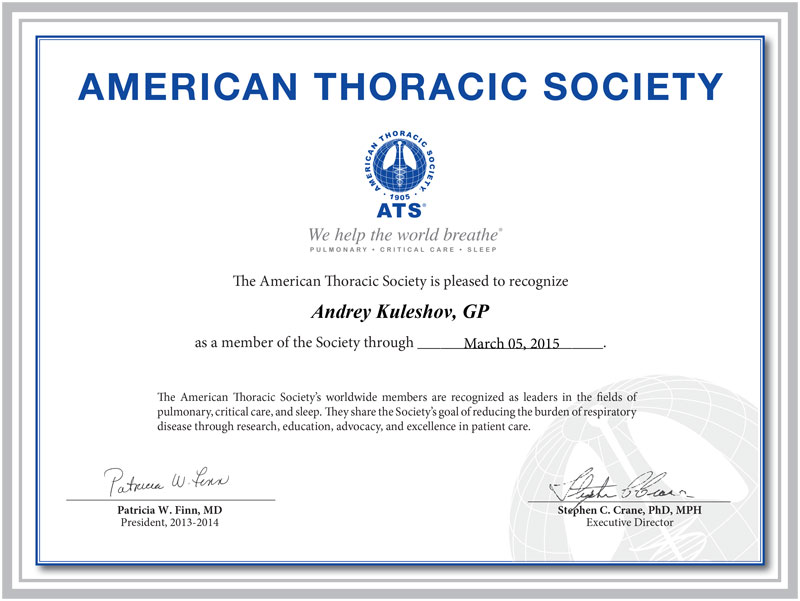 AMERICAN THORACIC SOCIETY
AMERICAN THORACIC SOCIETY
• 1905 •
ATS®
We help the world breathe®
PULMONARY • CRITICAL CARE • SLEEP
The American Thoracic Society is pleased to recognize
Andrey Kuleshov, GP
as a member of the Society through March 05, 2015.
The American Thoracic Society's worldwide members are recognized as leaders in the fields of
pulmonary, critical care, and sleep. They share the Society's goal of reducing the burden of respiratory
disease through research, education, advocacy, and excellence in patient care.
Patricia W. Finn
Patricia W. Finn, MD
President, 2013-2014
Stephen C. Crane
Stephen C. Crane, PhD, MPH
Executive Director